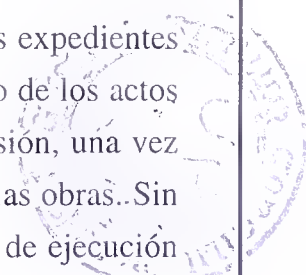 s expedientes
o de los actos
sión, una vez
as obras. Sin
de ejecución